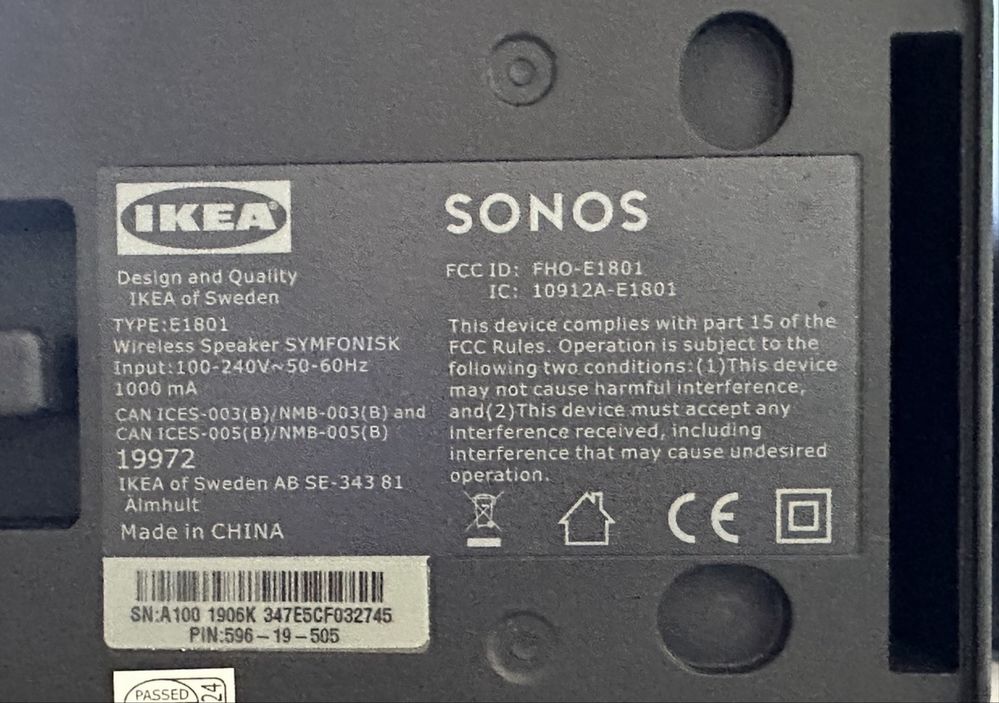 IKEA®
Design and Quality
IKEA of Sweden
TYPE:E1801
Wireless Speaker SYMFONISK
Input:100-240V~50-60Hz
1000 mA
CAN ICES-003(B)/NMB-003(B) and
CAN ICES-005(B)/NMB-005(B)
19972
IKEA of Sweden AB SE-343 81
Älmhult
Made in CHINA
SONOS
FCC ID: FHO-E1801
IC: 10912A-E1801
This device complies with part 15 of the
FCC Rules. Operation is subject to the
following two conditions:(1)This device
may not cause harmful interference,
and(2)This device must accept any
interference received, including
interference that may cause undesired
operation.
CE
SN:A100 1906K 347E5CF032745
PIN:596-19-505
PASSED
24